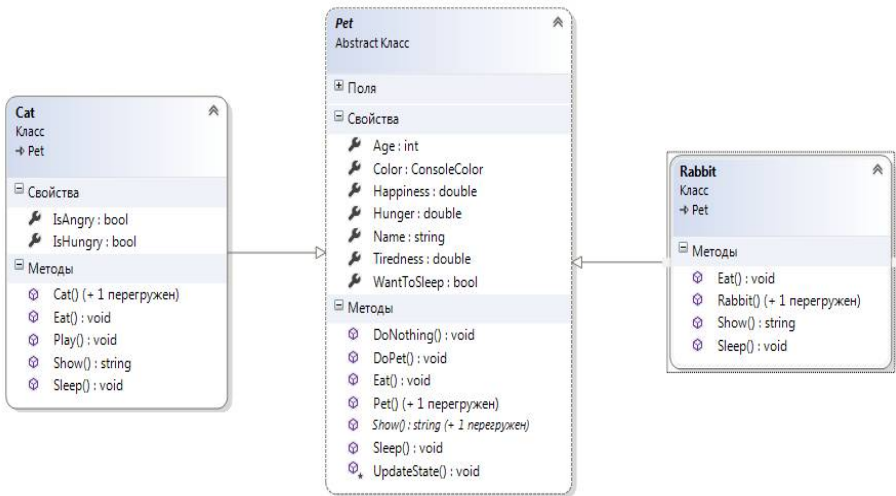 Cat
Класс
Pet
Свойства
IsAngry : bool
IsHungry : bool
Методы
Cat() (+ 1 перегружен)
Eat() : void
Play() : void
Show() : string
Sleep() : void
Pet
Abstract Класс
Поля
Свойства
Age : int
Color : ConsoleColor
Happiness : double
Hunger : double
Name : string
Tiredness : double
WantToSleep : bool
Методы
DoNothing() : void
DoPet() : void
Eat() : void
Pet() (+ 1 перегружен)
Show() : string (+ 1 перегружен)
Sleep() : void
UpdateState() : void
Rabbit
Класс
Pet
Методы
Eat() : void
Rabbit() (+ 1 перегружен)
Show() : string
Sleep() : void